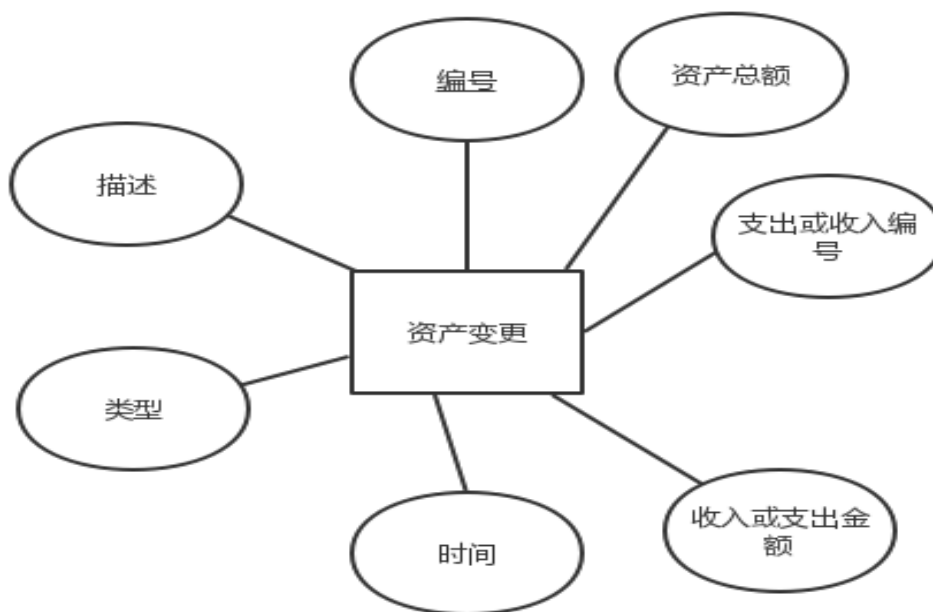 编号
资产总额
描述
支出或收入编
号
资产变更
类型
收入或支出金
额
时间